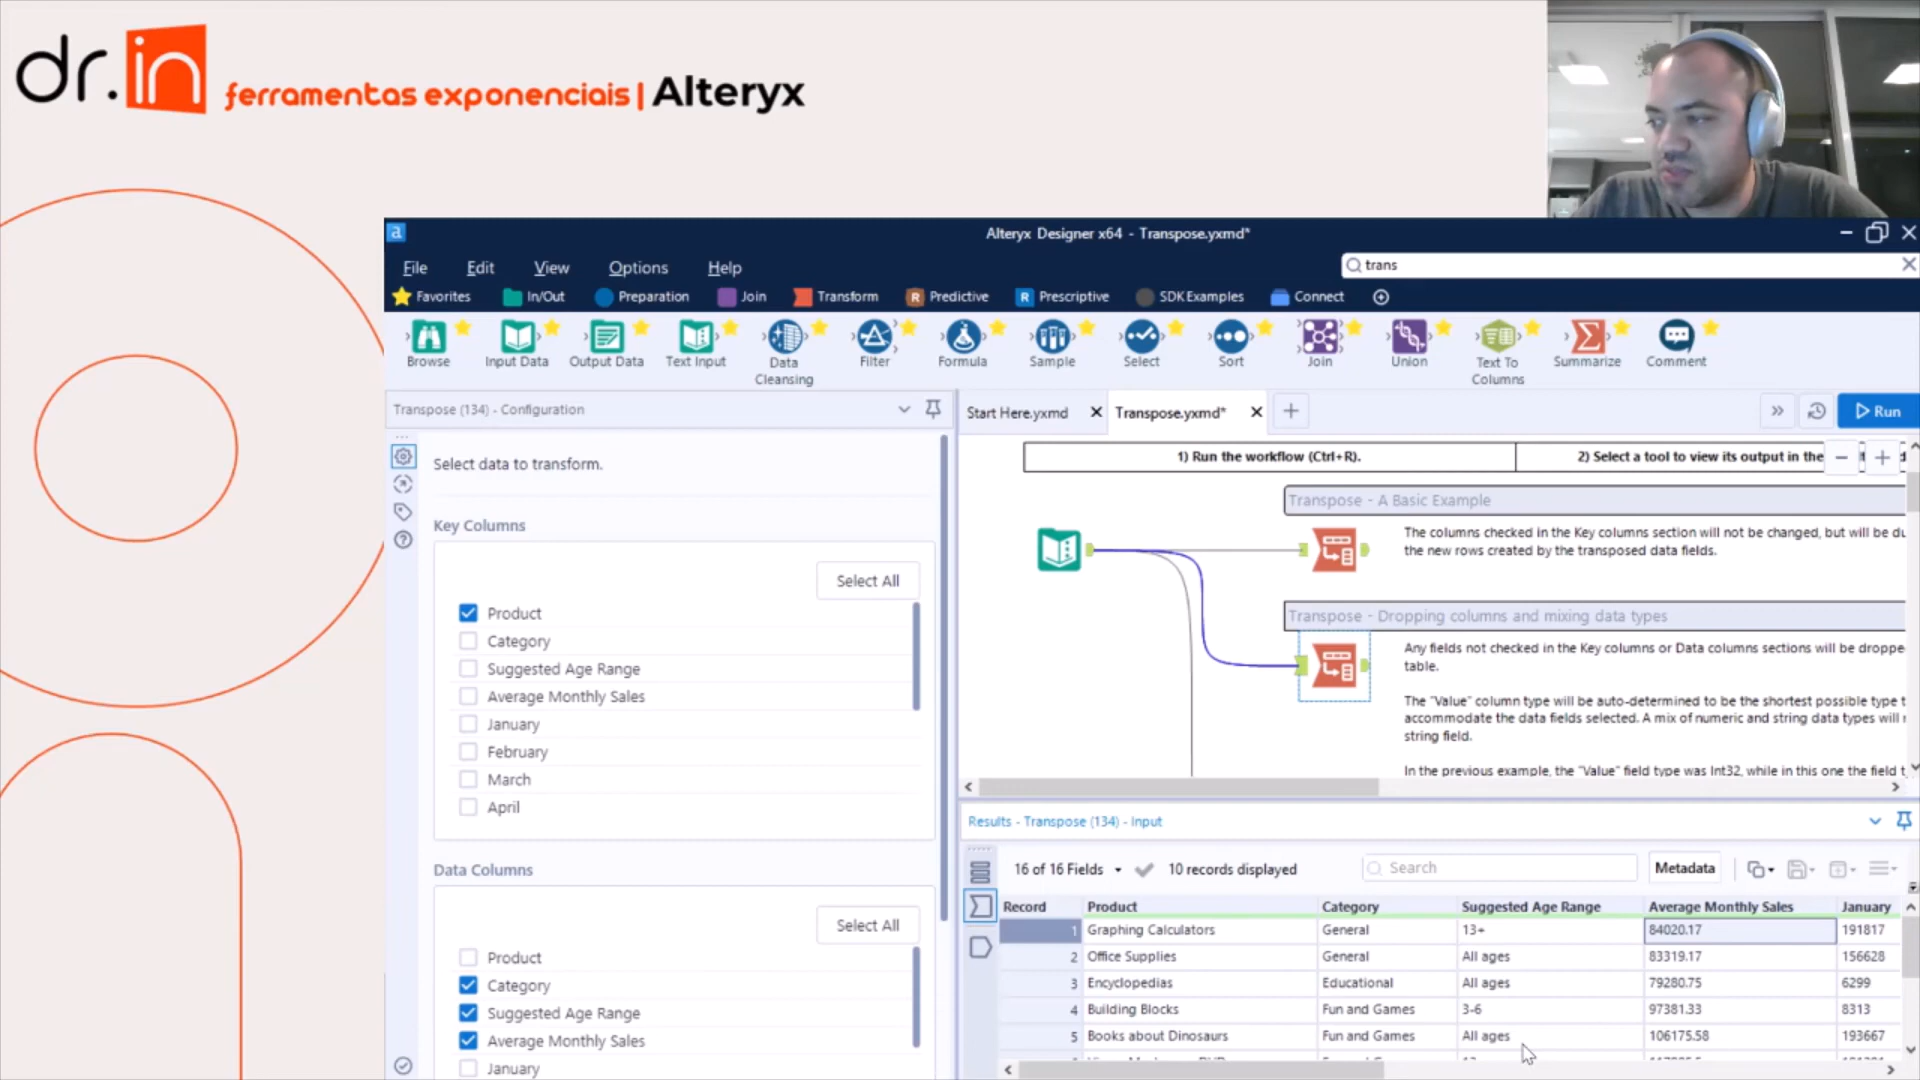 dr.in ferramentas exponenciais | Alteryx
a
Alteryx Designer x64 - Transpose.yxmd*
File Edit View Options Help
trans
Favorites In/Out Preparation Join Transform R Predictive R Prescriptive SDK Examples Connect
Browse Input Data Output Data Text Input Data Cleansing Filter Formula Sample Select Sort Join Union Text To Columns Summarize Comment
Transpose (134) - Configuration
Start Here.yxmd Transpose.yxmd* Run
Select data to transform.
Key Columns
Select All
Product
Category
Suggested Age Range
Average Monthly Sales
January
February
March
April
Data Columns
Select All
Product
Category
Suggested Age Range
Average Monthly Sales
January
1) Run the workflow (Ctrl+R). 2) Select a tool to view its output in the
Transpose - A Basic Example
The columns checked in the Key columns section will not be changed, but will be du
the new rows created by the transposed data fields.
Transpose - Dropping columns and mixing data types
Any fields not checked in the Key columns or Data columns sections will be droppe
table.
The "Value" column type will be auto-determined to be the shortest possible type t
accommodate the data fields selected. A mix of numeric and string data types will
string field.
In the previous example, the "Value" field type was Int32, while in this one the field t
Results - Transpose (134) - Input
16 of 16 Fields 10 records displayed Search Metadata
Record Product Category Suggested Age Range Average Monthly Sales January
1 Graphing Calculators General 13+ 84020.17 191817
2 Office Supplies General All ages 83319.17 156628
3 Encyclopedias Educational All ages 79280.75 6299
4 Building Blocks Fun and Games 3-6 97381.33 8313
5 Books about Dinosaurs Fun and Games All ages 106175.58 193667